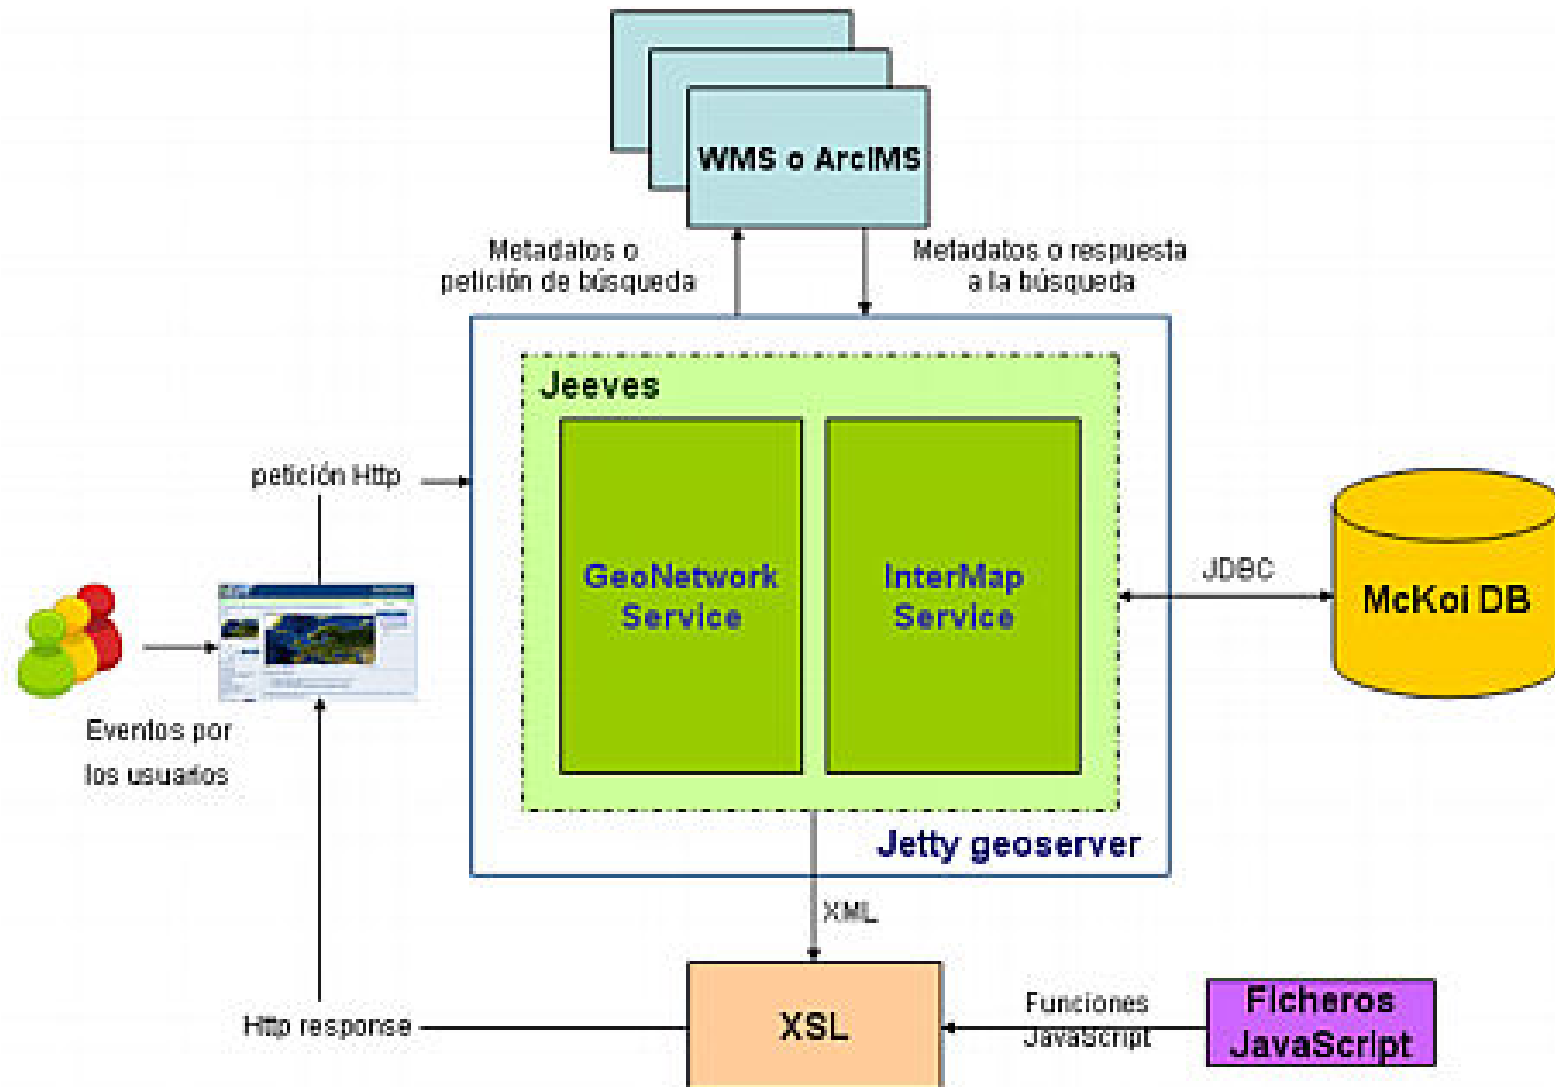 WMS o ArcIMS
Metadatos o
petición de búsqueda
Metadatos o respuesta
a la búsqueda
Jeeves
petición Http
GeoNetwork
Service
InterMap
Service
JDBC
McKoi DB
Eventos por
los usuarios
Jetty geoserver
XML
XSL
Http response
Funciones
JavaScript
Ficheros
JavaScript